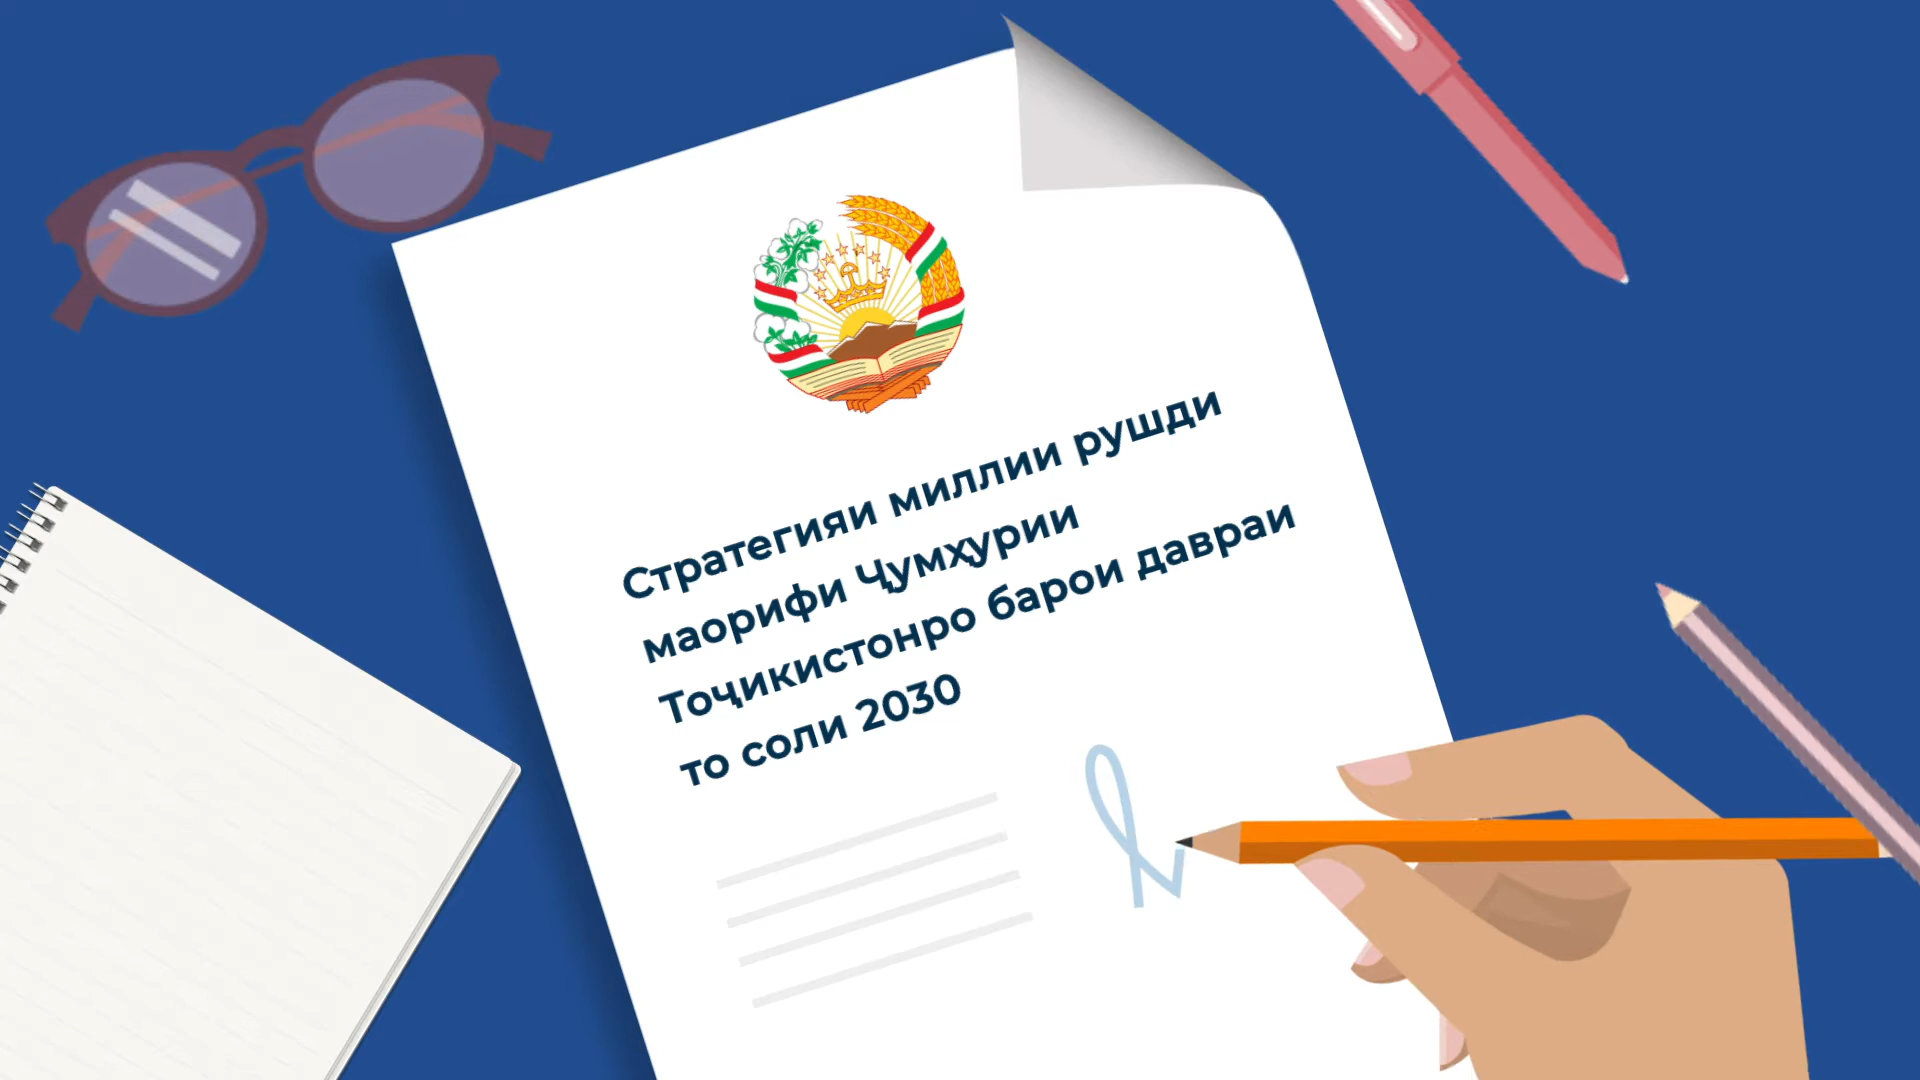 Стратегияи миллии рушди
маорифи Ҷумҳурии
Тоҷикистонро барои давраи
то соли 2030